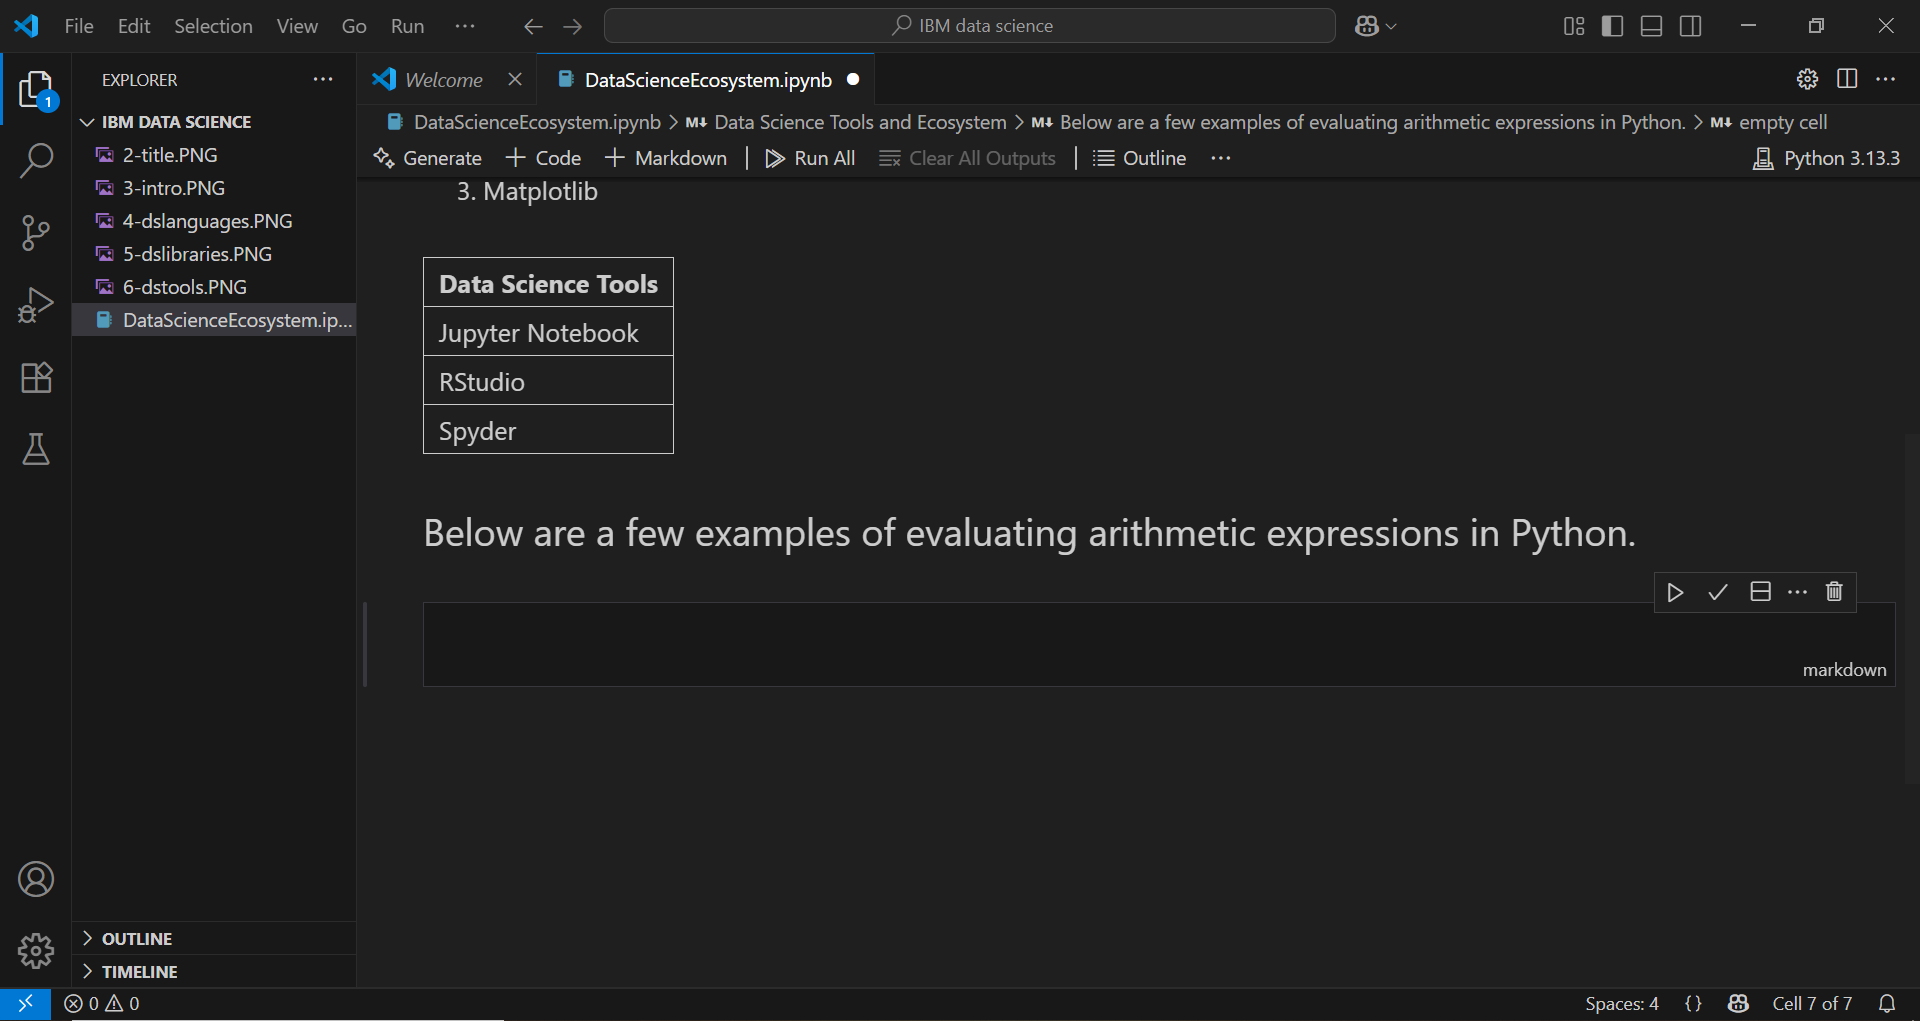 File Edit Selection View Go Run ··· IBM data science
EXPLORER ···
Welcome DataScienceEcosystem.ipynb
1
IBM DATA SCIENCE
2-title.PNG
3-intro.PNG
4-dslanguages.PNG
5-dslibraries.PNG
6-dstools.PNG
DataScienceEcosystem.ip...
DataScienceEcosystem.ipynb > M↓ Data Science Tools and Ecosystem > M↓ Below are a few examples of evaluating arithmetic expressions in Python. > M↓ empty cell
Generate + Code + Markdown | Run All Clear All Outputs | Outline ··· Python 3.13.3
3. Matplotlib
Data Science Tools
Jupyter Notebook
RStudio
Spyder
Below are a few examples of evaluating arithmetic expressions in Python.
markdown
OUTLINE
TIMELINE
0 0 Spaces: 4 {} Cell 7 of 7